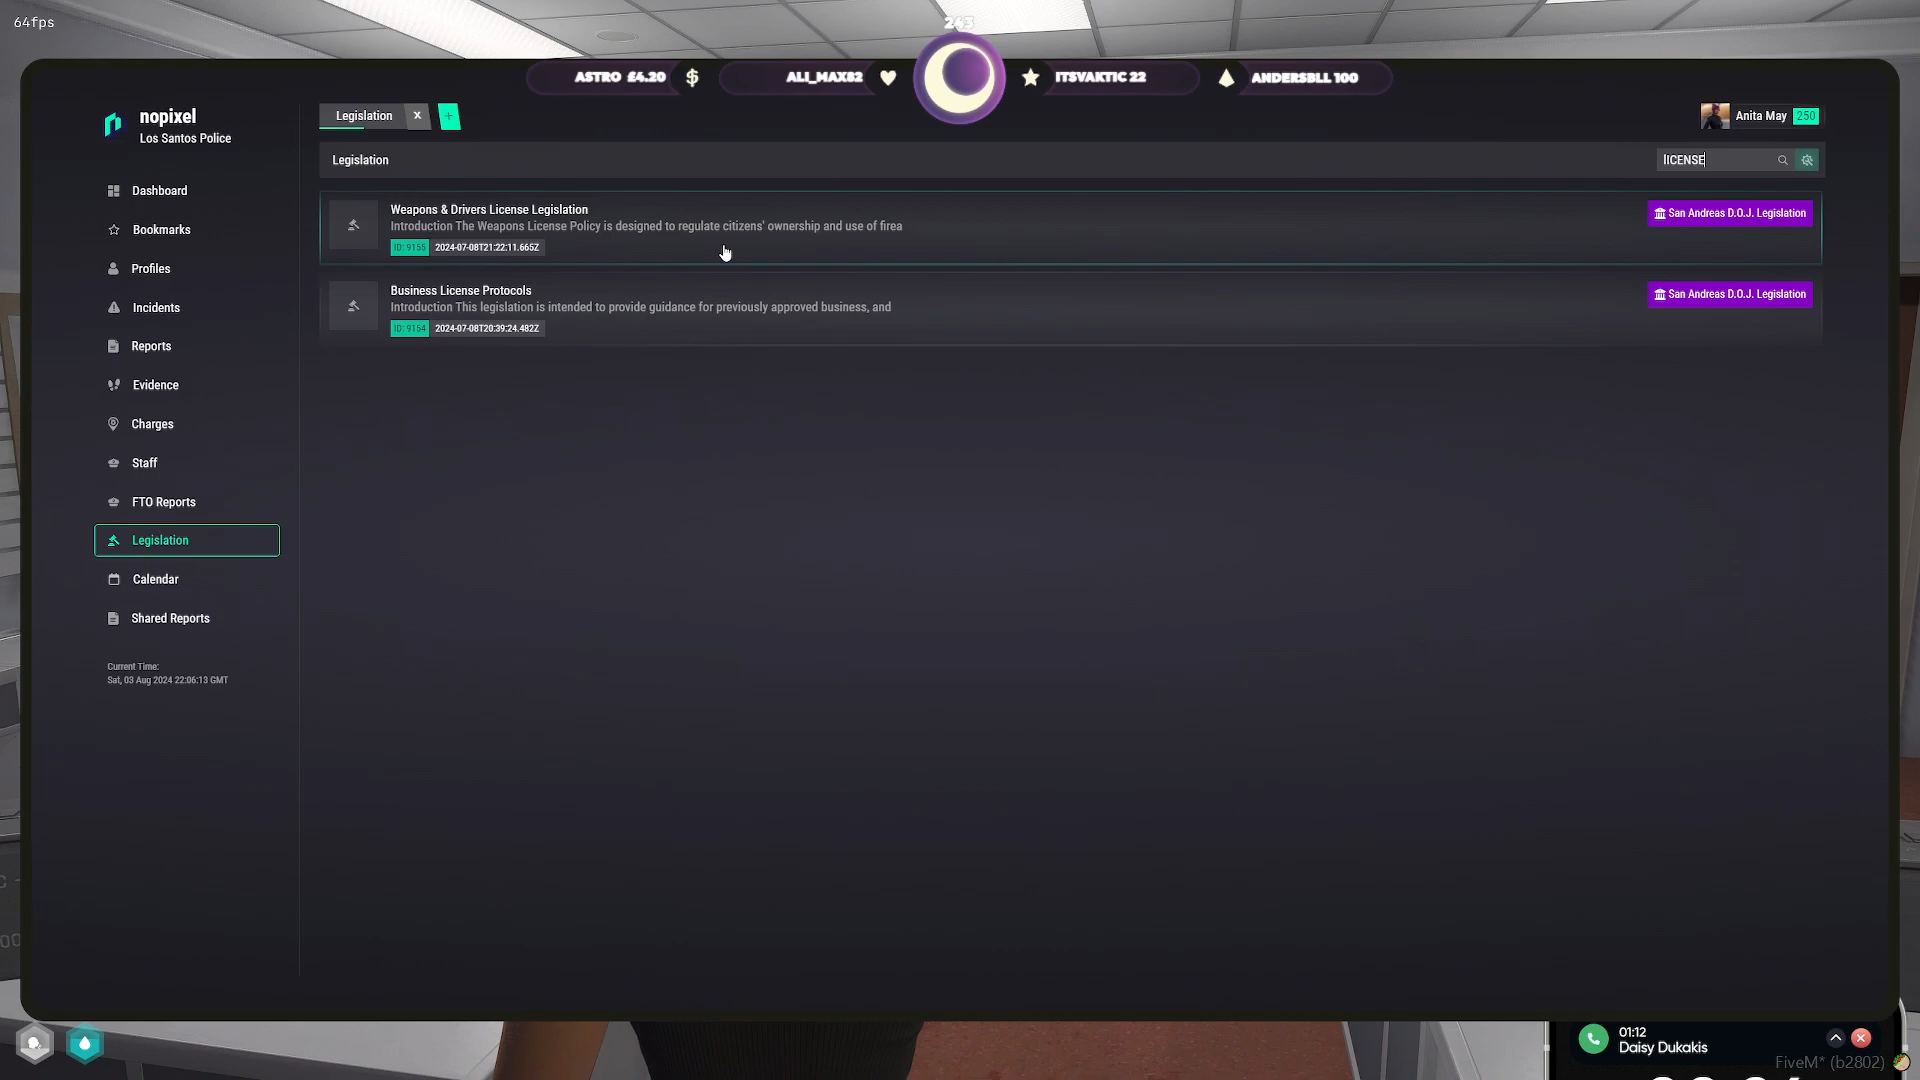 64fps
243
ASTRO £4.20
ALI_MAX82
ITSVAKTIC 22
ANDERSBLL 100
nopixel
Los Santos Police
Legislation x +
Anita May 250
Legislation
lICENSE
Dashboard
Bookmarks
Profiles
Incidents
Reports
Evidence
Charges
Staff
FTO Reports
Legislation
Calendar
Shared Reports
Current Time:
Sat, 03 Aug 2024 22:06:13 GMT
Weapons & Drivers License Legislation
Introduction The Weapons License Policy is designed to regulate citizens' ownership and use of firea
ID: 9155 2024-07-08T21:22:11.665Z
San Andreas D.O.J. Legislation
Business License Protocols
Introduction This legislation is intended to provide guidance for previously approved business, and
ID: 9154 2024-07-08T20:39:24.482Z
San Andreas D.O.J. Legislation
01:12
Daisy Dukakis
FiveM* (b2802)